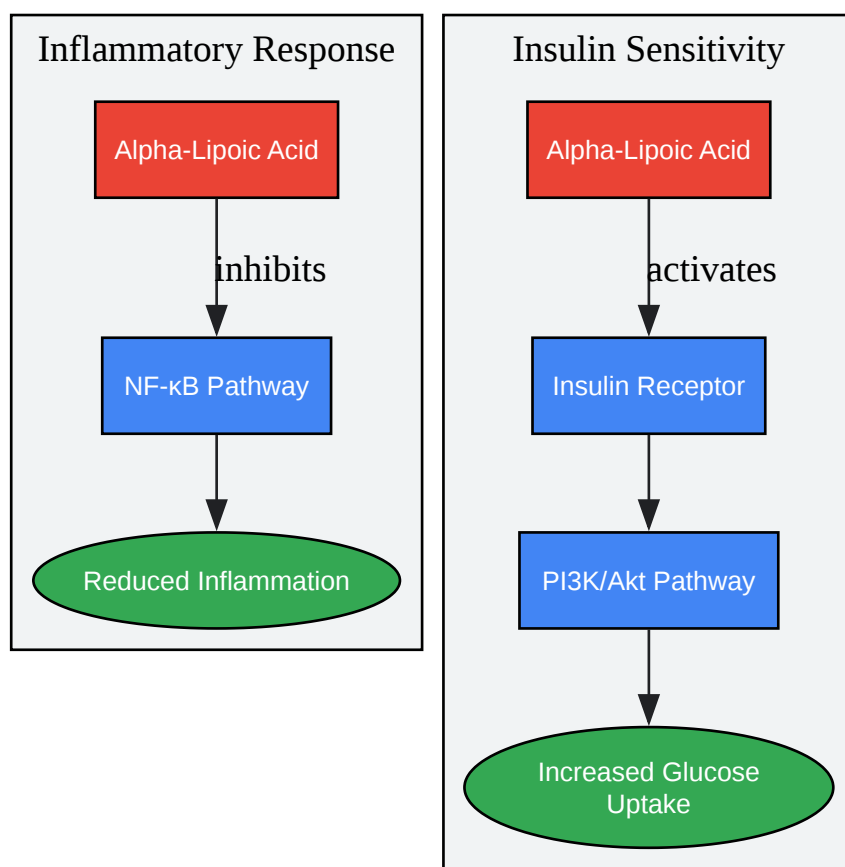 Inflammatory Response
Alpha-Lipoic Acid
inhibits
NF-κB Pathway
Reduced Inflammation
Insulin Sensitivity
Alpha-Lipoic Acid
activates
Insulin Receptor
PI3K/Akt Pathway
Increased Glucose
Uptake